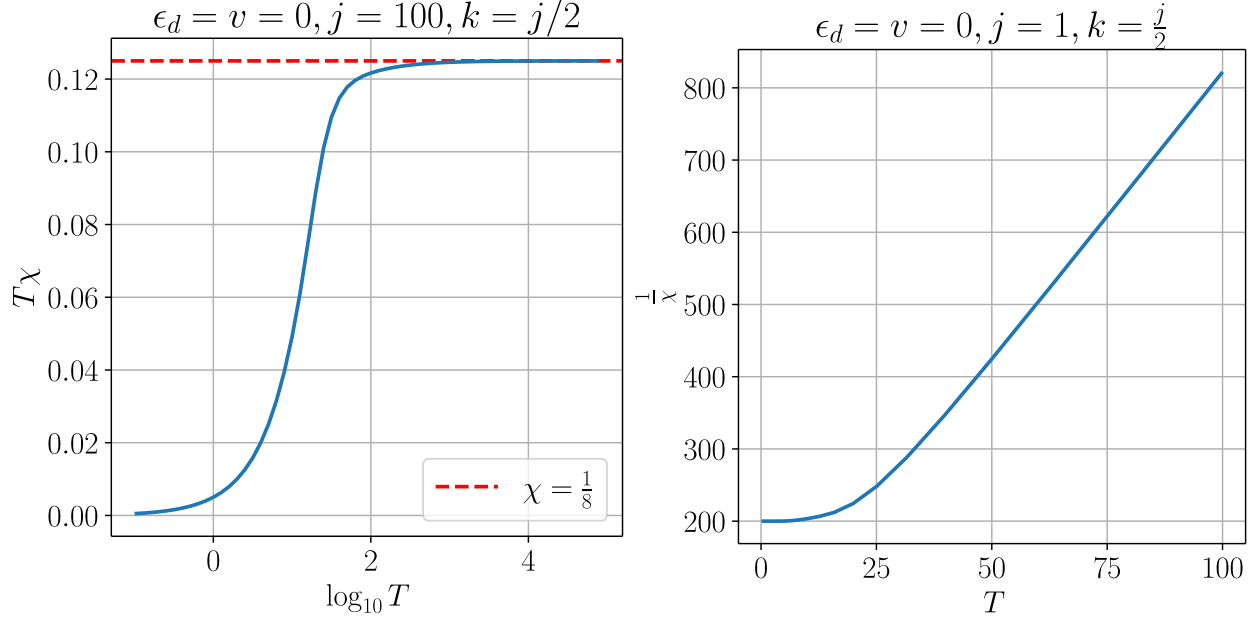 ϵ_d = v = 0, j = 100, k = j/2
0.12
0.10
0.08
0.06
0.04
0.02
0.00
Tχ
χ = 1/8
0 2 4
log₁₀ T
ϵ_d = v = 0, j = 1, k = j/2
800
700
600
500
400
300
200
1/χ
0 25 50 75 100
T